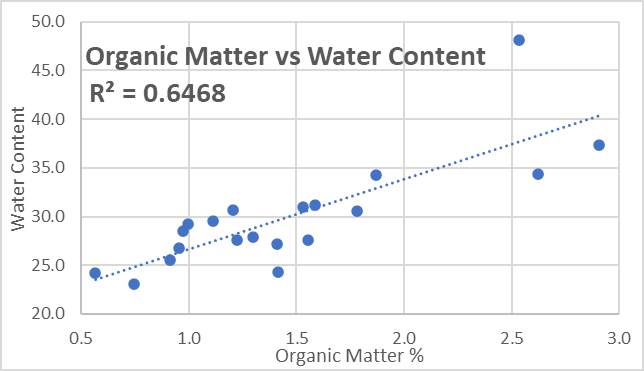 Organic Matter vs Water Content
R² = 0.6468
Water Content
50.0
45.0
40.0
35.0
30.0
25.0
20.0
0.5 1.0 1.5 2.0 2.5 3.0
Organic Matter %